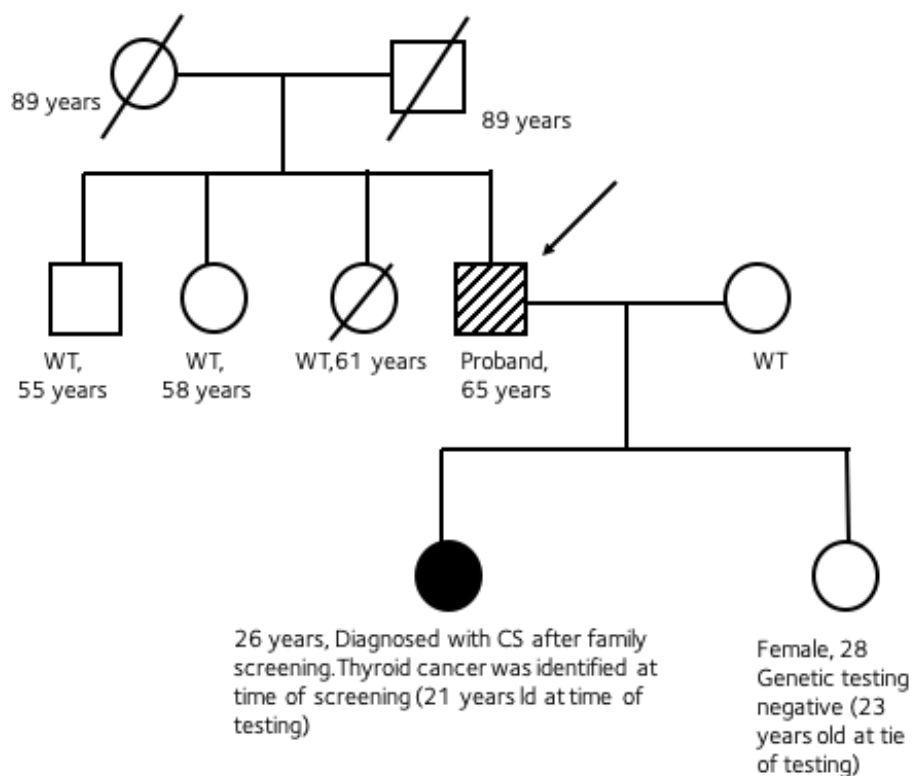 89 years
89 years
WT,
55 years
WT,
58 years
WT,61 years
Proband,
65 years
WT
26 years, Diagnosed with CS after family
screening.Thyroid cancer was identified at
time of screening (21 years ld at time of
testing)
Female, 28
Genetic testing
negative (23
years old at tie
of testing)